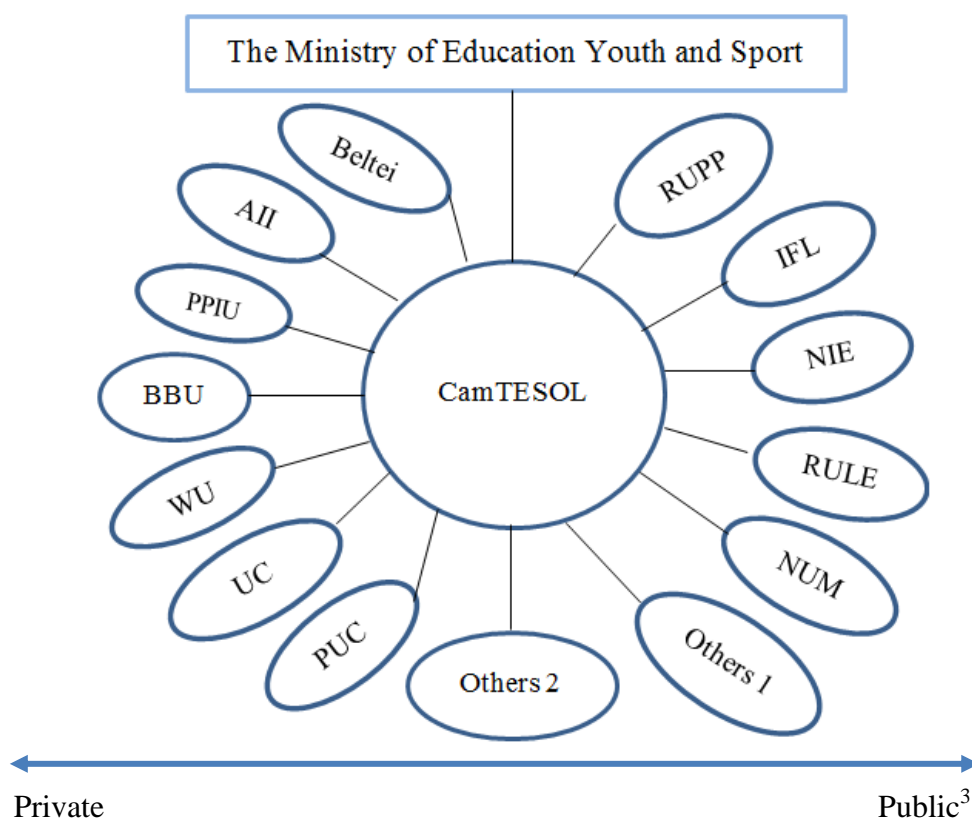 The Ministry of Education Youth and Sport
Beltei
RUPP
AII
IFL
PPIU
NIE
BBU
CamTESOL
RULE
WU
NUM
UC
PUC
Others 2
Others 1
Private
Public3